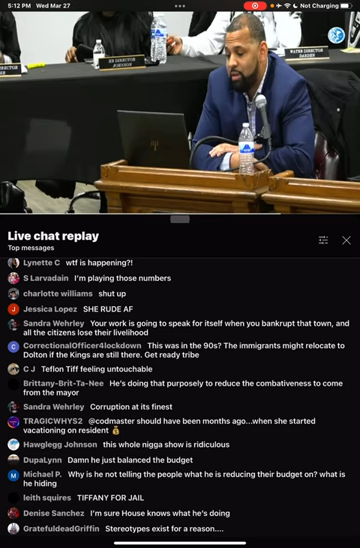 5:12 PM Wed Mar 27
Not Charging
HR DIRECTOR
JOHNSON
WATER DIRECTOR
DARDEN
Live chat replay
Top messages
Lynette C wtf is happening?!
S Larvadain I'm playing those numbers
charlotte williams shut up
Jessica Lopez SHE RUDE AF
Sandra Wehrley Your work is going to speak for itself when you bankrupt that town, and
all the citizens lose their livelihood
CorrectionalOfficer4lockdown This was in the 90s? The immigrants might relocate to
Dolton if the Kings are still there. Get ready tribe
C J Teflon Tiff feeling untouchable
Brittany-Brit-Ta-Nee He's doing that purposely to reduce the combativeness to come
from the mayor
Sandra Wehrley Corruption at its finest
TRAGICWHYS2 @codmaster should have been months ago...when she started
vacationing on resident 💰
Hawglegg Johnson this whole nigga show is ridiculous
DupaLynn Damn he just balanced the budget
Michael P. Why is he not telling the people what he is reducing their budget on? what is
he hiding
leith squires TIFFANY FOR JAIL
Denise Sanchez I'm sure House knows what he's doing
GratefuldeadGriffin Stereotypes exist for a reason....